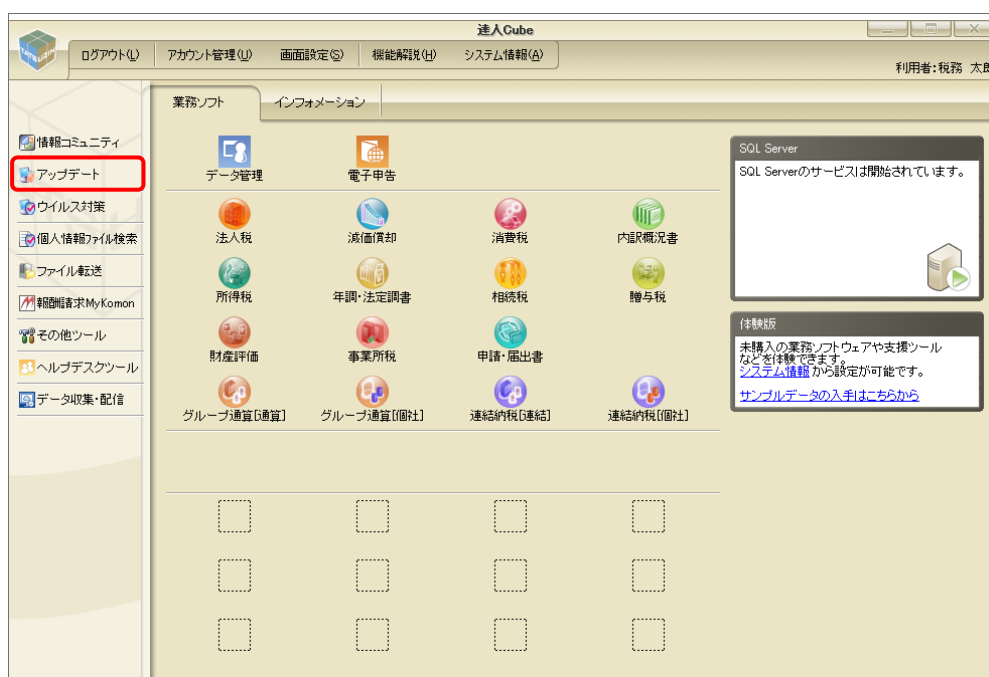 達人Cube
ログアウト(L)
アカウント管理(U)
画面設定(S)
機能解説(H)
システム情報(A)
利用者:税務 太郎
業務ソフト
インフォメーション
情報コミュニティ
アップデート
ウイルス対策
個人情報ファイル検索
ファイル転送
報酬請求MyKomon
その他ツール
ヘルプデスクツール
データ収集・配信
データ管理
電子申告
法人税
減価償却
消費税
内訳概況書
所得税
年調・法定調書
相続税
贈与税
財産評価
事業所税
申請・届出書
グループ通算[通算]
グループ通算[個社]
連結納税[連結]
連結納税[個社]
SQL Server
SQL Serverのサービスは開始されています。
体験版
未購入の業務ソフトウェアや支援ツール
などを体験できます。
システム情報 から設定が可能です。
サンプルデータの入手はこちらから